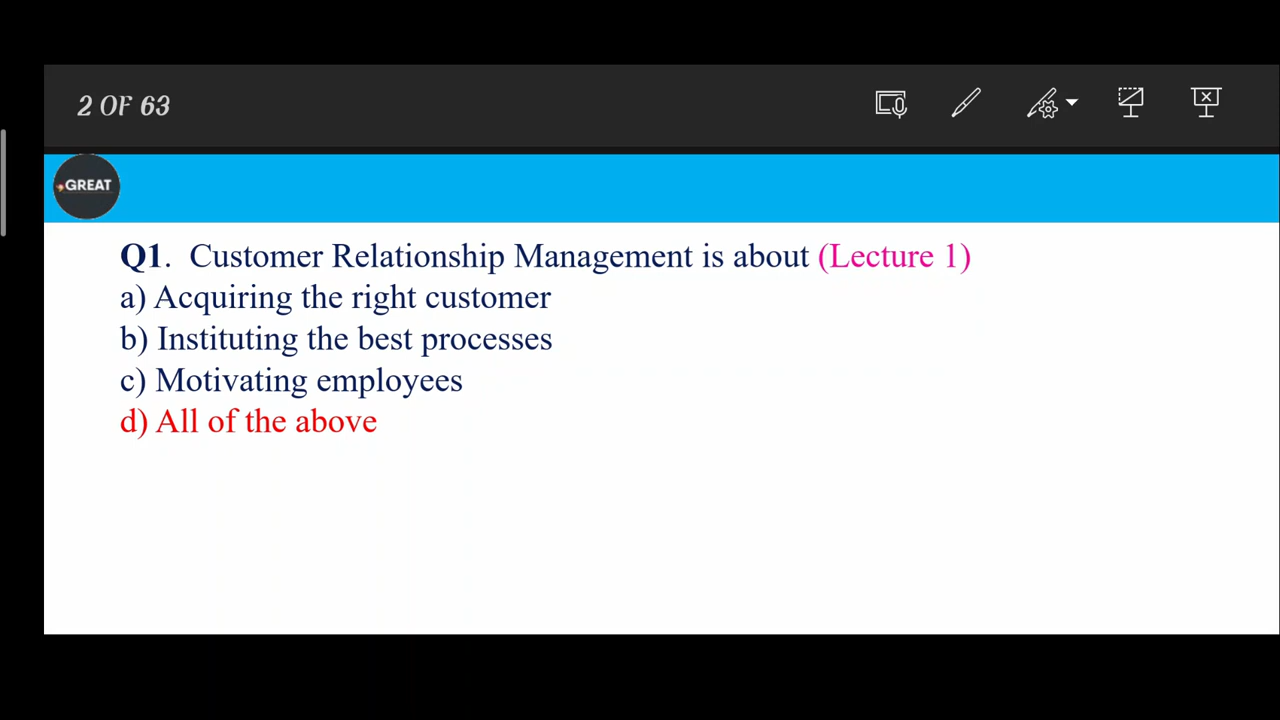 2 OF 63
GREAT
Q1. Customer Relationship Management is about (Lecture 1)
a) Acquiring the right customer
b) Instituting the best processes
c) Motivating employees
d) All of the above